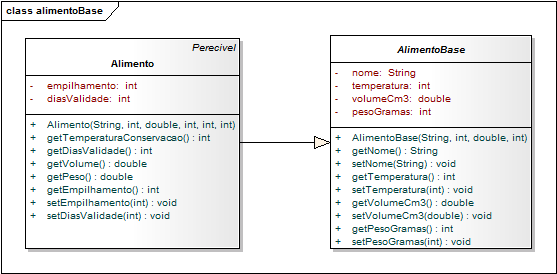 class alimentoBase
Perecivel
Alimento
- empilhamento: int
- diasValidade: int
+ Alimento(String, int, double, int, int, int)
+ getTemperaturaConservacao() : int
+ getDiasValidade() : int
+ getVolume() : double
+ getPeso() : double
+ getEmpilhamento() : int
+ setEmpilhamento(int) : void
+ setDiasValidade(int) : void
AlimentoBase
- nome: String
- temperatura: int
- volumeCm3: double
- pesoGramas: int
+ AlimentoBase(String, int, double, int)
+ getNome() : String
+ setNome(String) : void
+ getTemperatura() : int
+ setTemperatura(int) : void
+ getVolumeCm3() : double
+ setVolumeCm3(double) : void
+ getPesoGramas() : int
+ setPesoGramas(int) : void